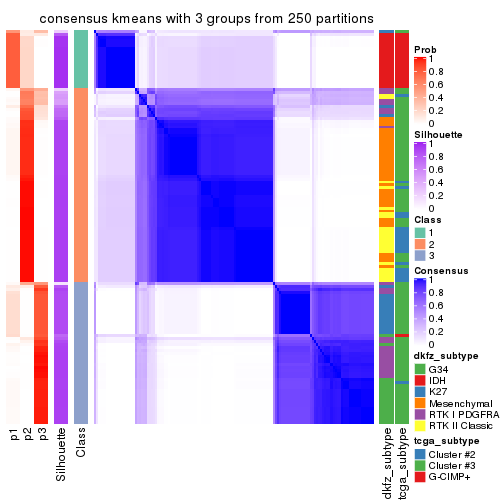 consensus kmeans with 3 groups from 250 partitions
Prob
1
0.8
0.6
0.4
0.2
0
Silhouette
1
0.8
0.6
0.4
0.2
0
Class
1
2
3
Consensus
1
0.8
0.6
0.4
0.2
0
dkfz_subtype
G34
IDH
K27
Mesenchymal
RTK I PDGFRA
RTK II Classic
tcga_subtype
Cluster #2
Cluster #3
G-CIMP+
p1
p2
p3
Silhouette
Class
dkfz_subtype
tcga_subtype